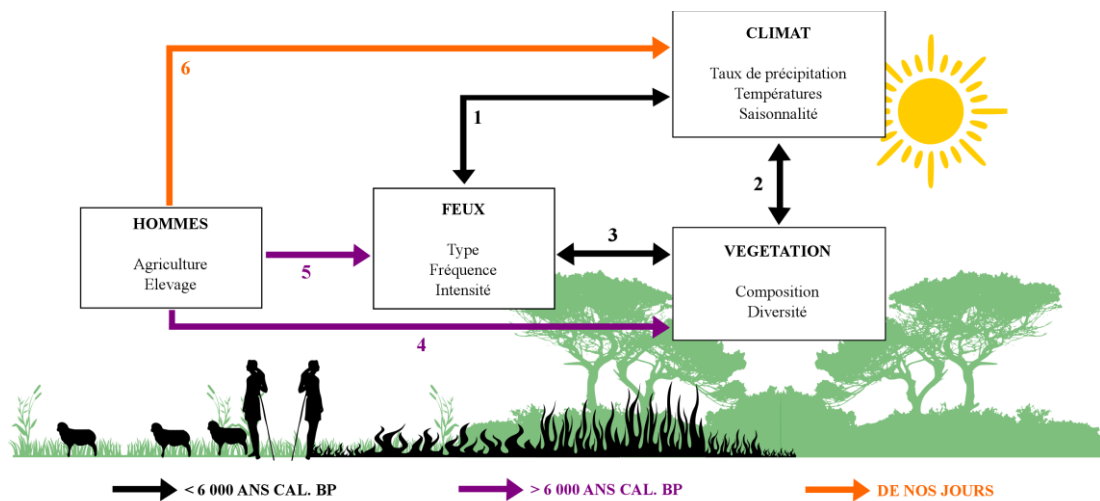 CLIMAT
Taux de précipitation
Températures
Saisonnalité
6
1
2
HOMMES
Agriculture
Elevage
5
FEUX
Type
Fréquence
Intensité
3
VEGETATION
Composition
Diversité
4
< 6 000 ANS CAL. BP
> 6 000 ANS CAL. BP
DE NOS JOURS